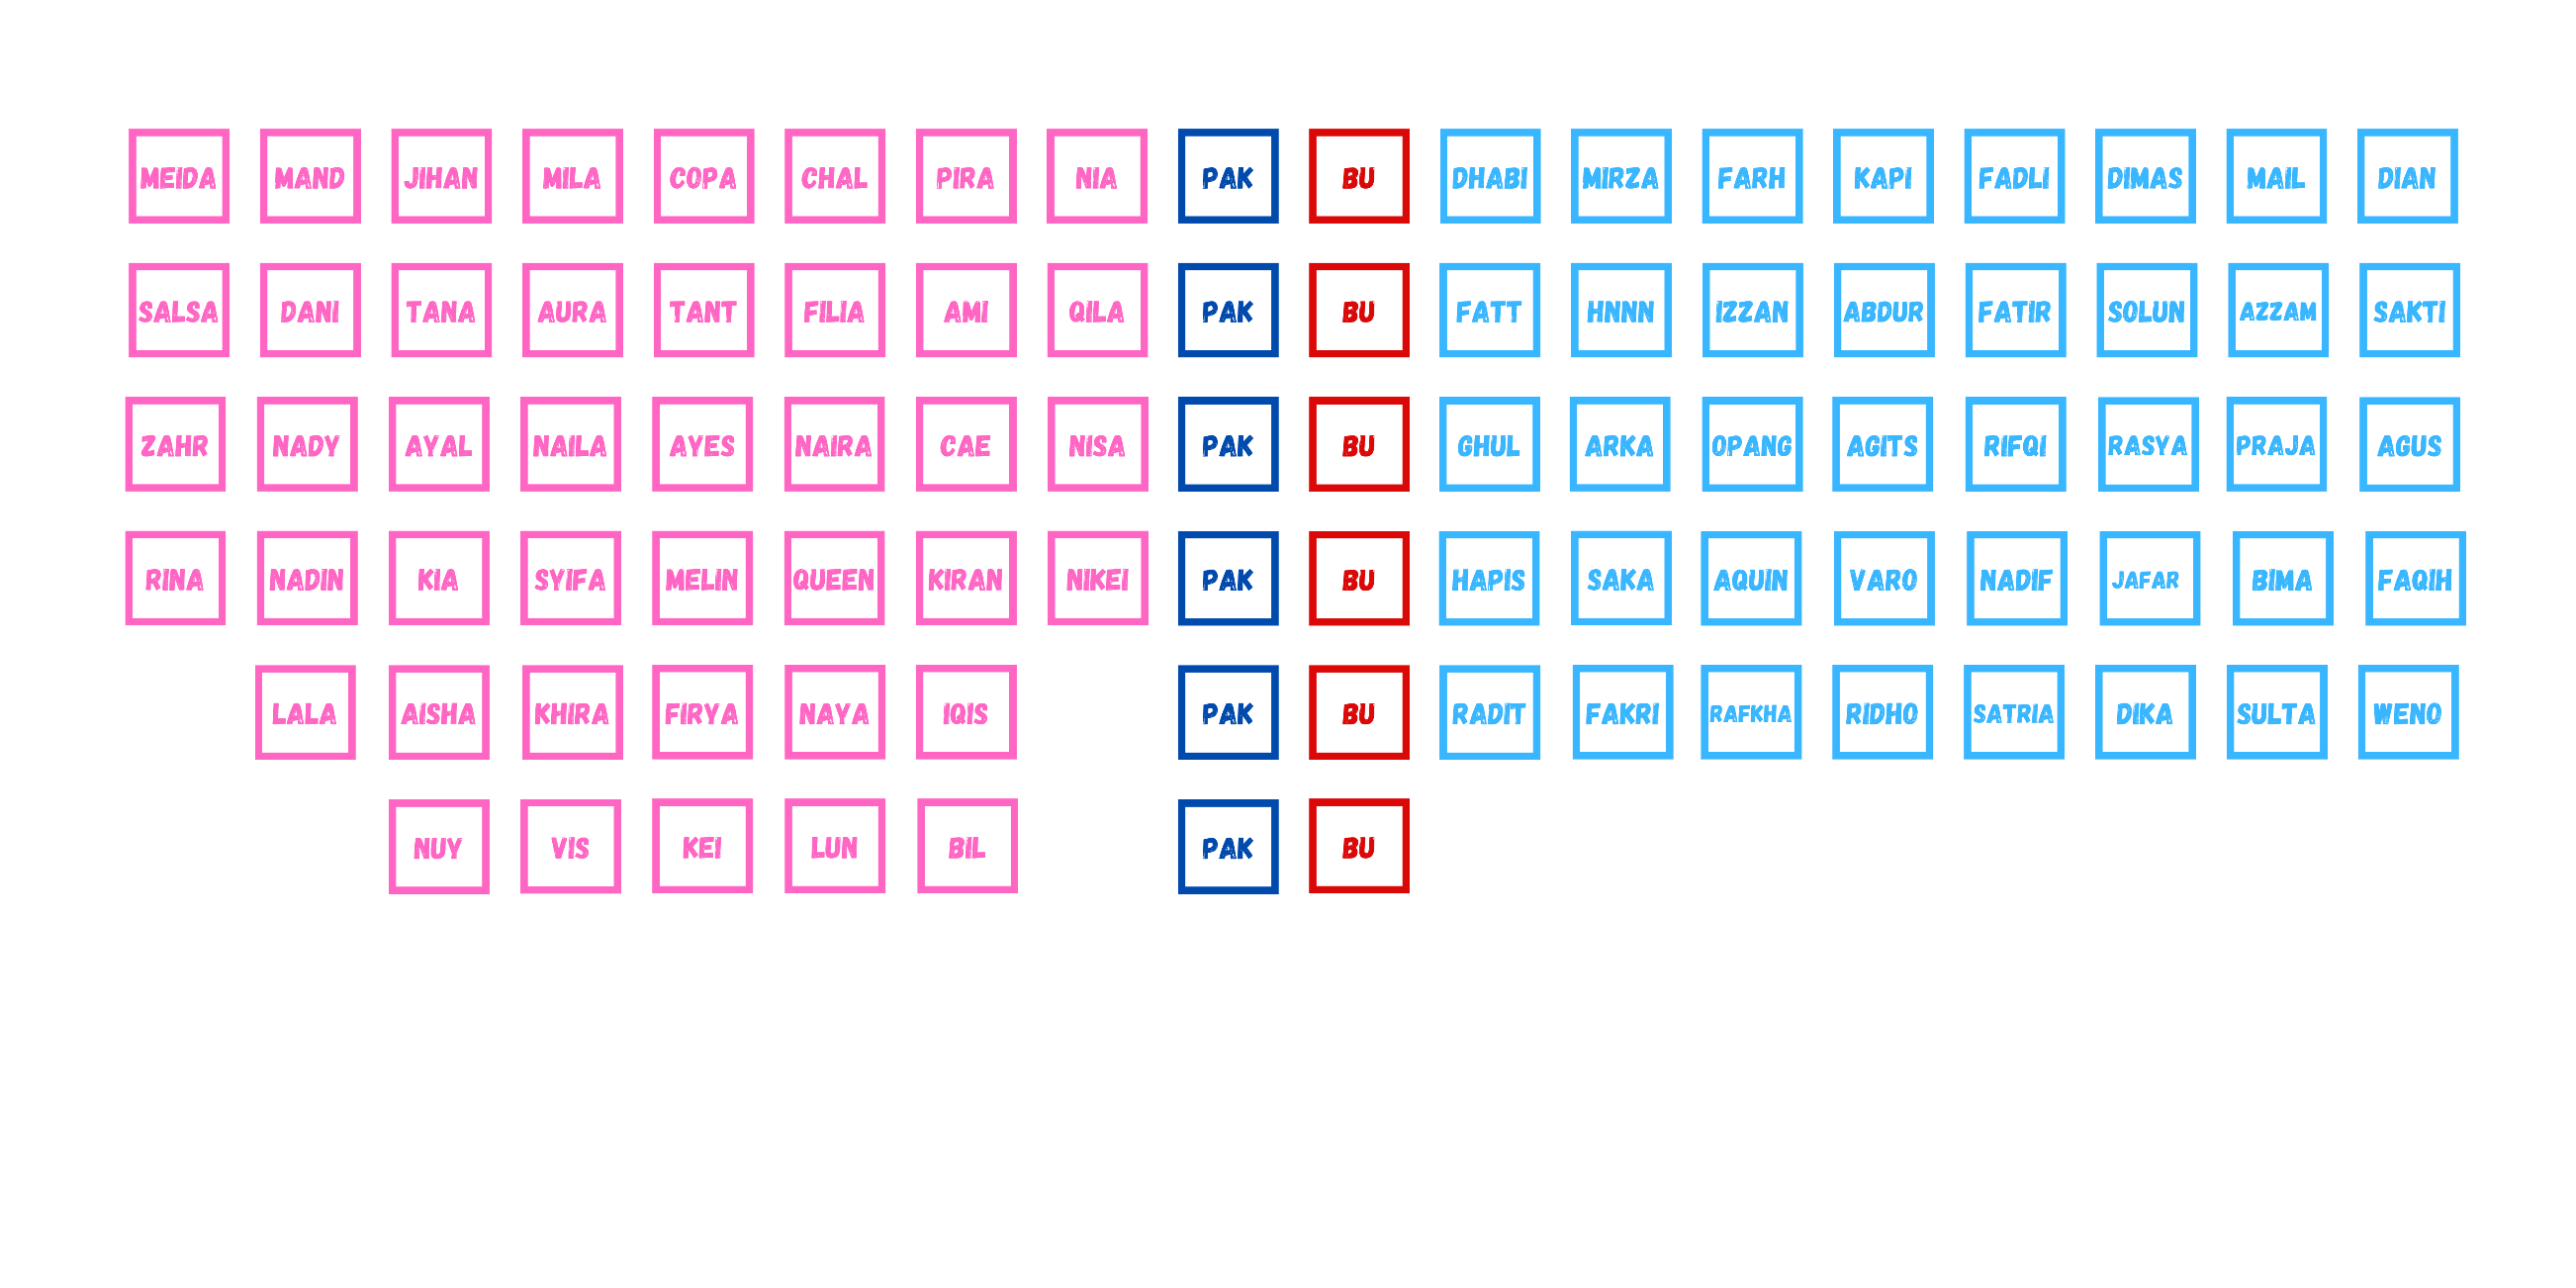 MEIDA MAND JIHAN MILA COPA CHAL PIRA NIA PAK BU DHABI MIRZA FARH KAPI FADLI DIMAS MAIL DIAN
SALSA DANI TANA AURA TANT FILIA AMI QILA PAK BU FATT HNNN IZZAN ABDUR FATIR SOLUN AZZAM SAKTI
ZAHR NADY AYAL NAILA AYES NAIRA CAE NISA PAK BU GHUL ARKA OPANG AGITS RIFQI RASYA PRAJA AGUS
RINA NADIN KIA SYIFA MELIN QUEEN KIRAN NIKEI PAK BU HAPIS SAKA AQUIN VARO NADIF JAFAR BIMA FAQIH
LALA AISHA KHIRA FIRYA NAYA IQIS PAK BU RADIT FAKRI RAFKHA RIDHO SATRIA DIKA SULTA WENO
NUY VIS KEI LUN BIL PAK BU